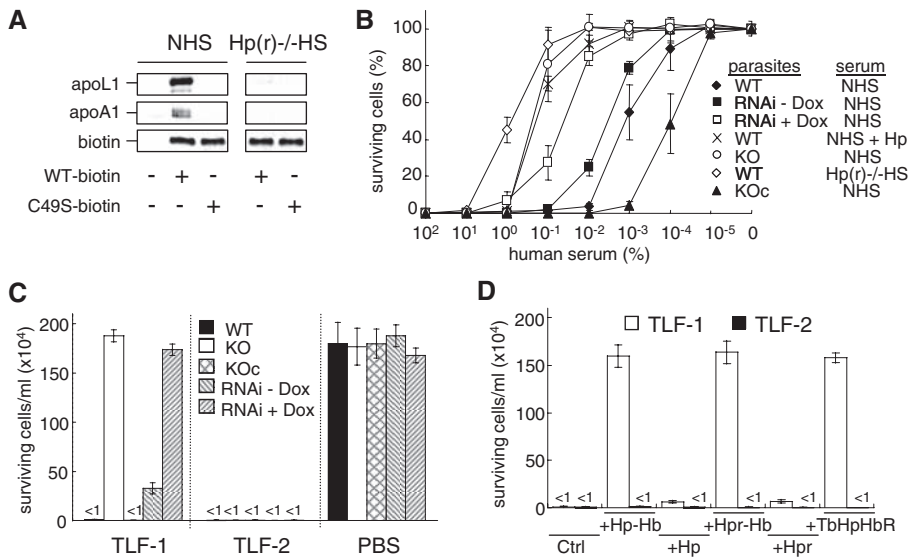 A
NHS
Hp(r)-/-HS
apoL1
apoA1
biotin
WT-biotin - + - + -
C49S-biotin - - + - +
B
surviving cells (%)
100
80
60
40
20
0
10² 10¹ 10⁰ 10⁻¹ 10⁻² 10⁻³ 10⁻⁴ 10⁻⁵ 0
human serum (%)
parasites serum
WT NHS
RNAi - Dox NHS
RNAi + Dox NHS
WT NHS + Hp
KO NHS
WT Hp(r)-/-HS
KOc NHS
C
surviving cells/ml (x10⁴)
200
150
100
50
0
WT
KO
KOc
RNAi - Dox
RNAi + Dox
<1 <1 <1 <1 <1 <1 <1
TLF-1 TLF-2 PBS
D
surviving cells/ml (x10⁴)
200
150
100
50
0
TLF-1 TLF-2
<1 <1 <1 <1 <1 <1 <1
Ctrl
+Hp-Hb
+Hp
+Hpr-Hb
+Hpr
+TbHpHbR